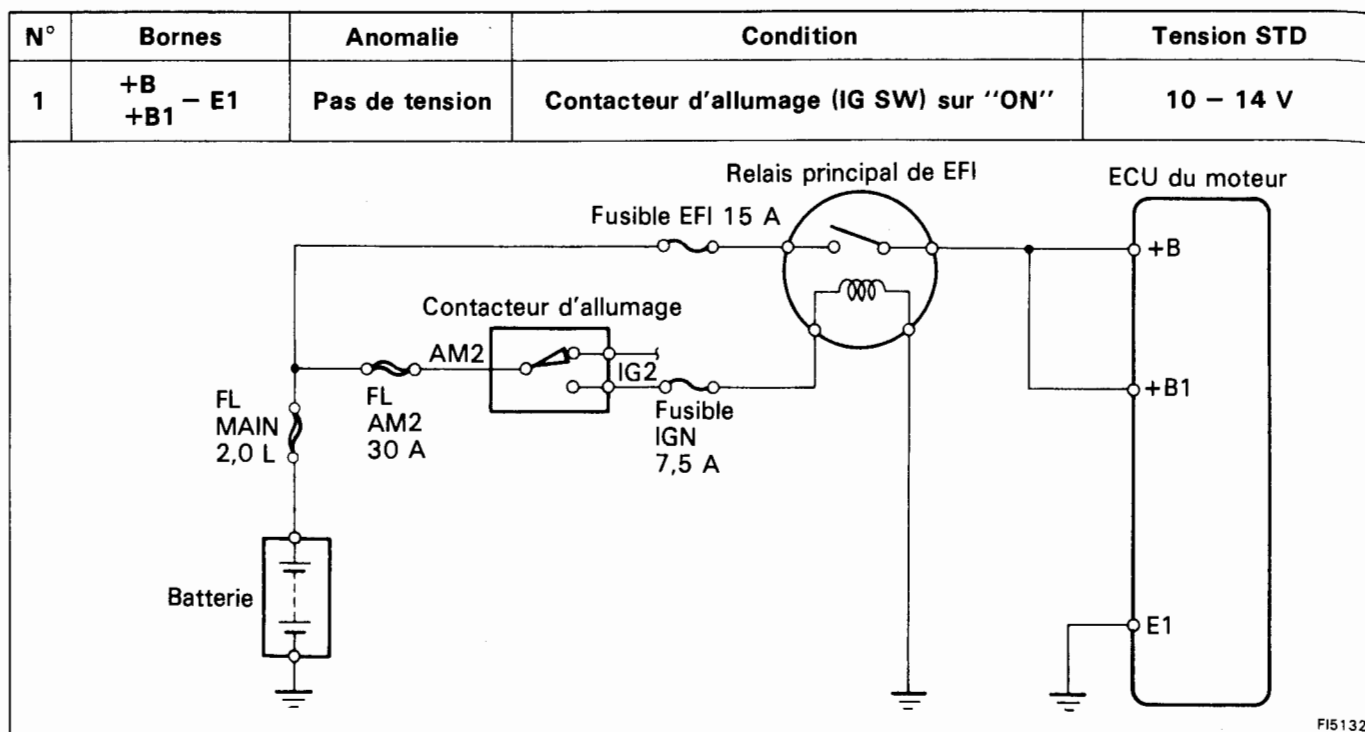 N° Bornes Anomalie Condition Tension STD
1 +B +B1 – E1 Pas de tension Contacteur d'allumage (IG SW) sur ''ON'' 10 – 14 V
Relais principal de EFI
ECU du moteur
Fusible EFI 15 A
+B
Contacteur d'allumage
AM2
IG2
+B1
FL
MAIN
2,0 L
FL
AM2
30 A
Fusible
IGN
7,5 A
Batterie
E1
FI5132